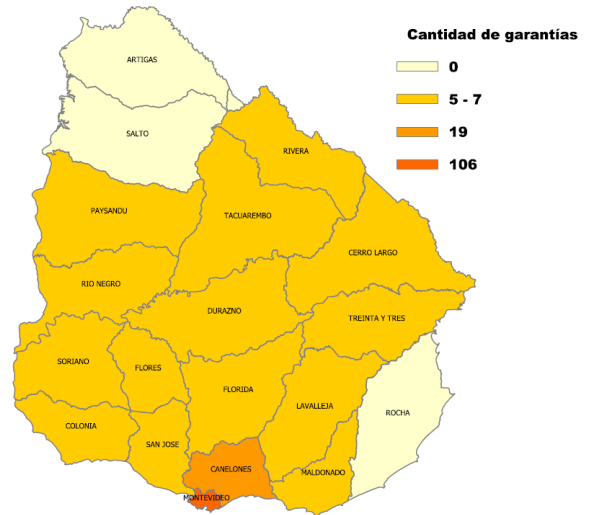 Cantidad de garantías
0
5 - 7
19
106
ARTIGAS
SALTO
RIVERA
PAYSANDU
TACUAREMBO
CERRO LARGO
RIO NEGRO
DURAZNO
TREINTA Y TRES
SORIANO
FLORES
FLORIDA
LAVALLEJA
ROCHA
COLONIA
SAN JOSE
CANELONES
MALDONADO
MONTEVIDEO